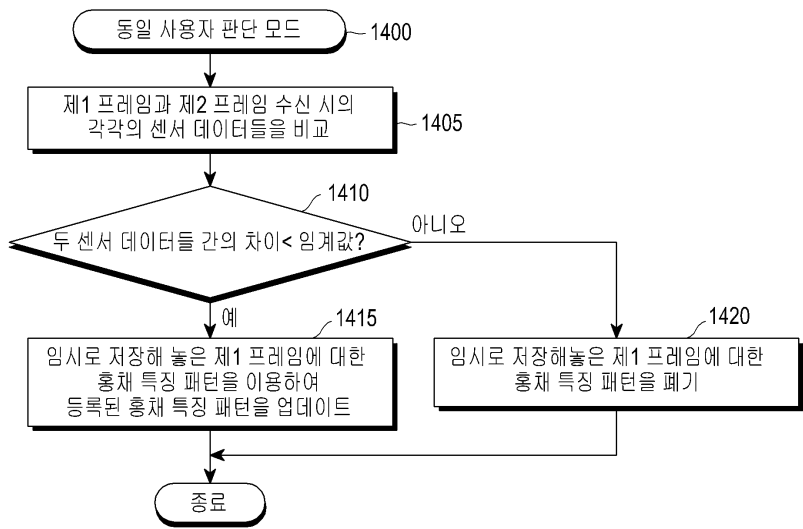 동일 사용자 판단 모드
1400
제1 프레임과 제2 프레임 수신 시의
각각의 센서 데이터들을 비교
1405
1410
두 센서 데이터들 간의 차이< 임계값?
아니오
예
1415
임시로 저장해 놓은 제1 프레임에 대한
홍채 특징 패턴을 이용하여
등록된 홍채 특징 패턴을 업데이트
1420
임시로 저장해놓은 제1 프레임에 대한
홍채 특징 패턴을 폐기
종료